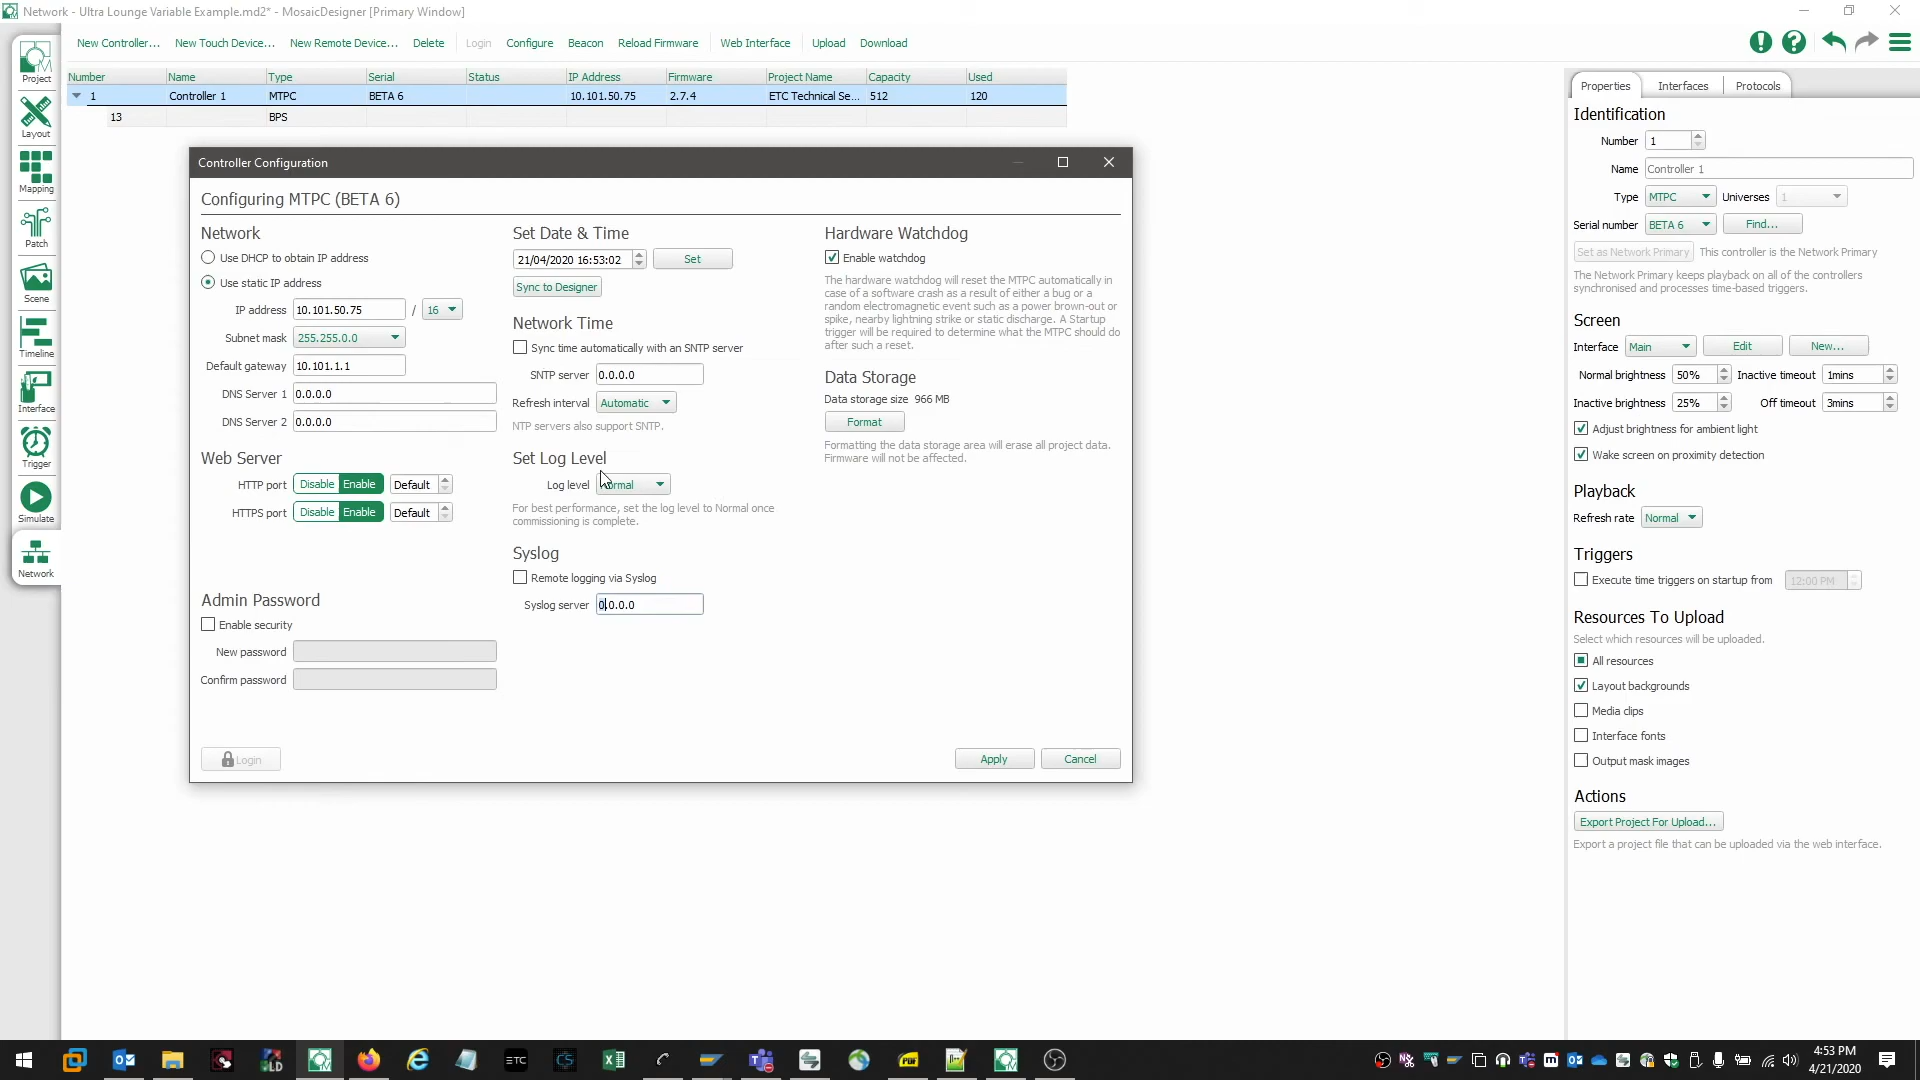 Network - Ultra Lounge Variable Example.md2* - MosaicDesigner [Primary Window]
Project
Layout
Mapping
Patch
Scene
Timeline
Interface
Trigger
Simulate
Network
New Controller... New Touch Device... New Remote Device... Delete Login Configure Beacon Reload Firmware Web Interface Upload Download
Number Name Type Serial Status IP Address Firmware Project Name Capacity Used
1 Controller 1 MTPC BETA 6 10.101.50.75 2.7.4 ETC Technical Se... 512 120
13 BPS
Controller Configuration
Configuring MTPC (BETA 6)
Network
Use DHCP to obtain IP address
Use static IP address
IP address 10.101.50.75 / 16
Subnet mask 255.255.0.0
Default gateway 10.101.1.1
DNS Server 1 0.0.0.0
DNS Server 2 0.0.0.0
Web Server
HTTP port Disable Enable Default
HTTPS port Disable Enable Default
Admin Password
Enable security
New password
Confirm password
Login
Set Date & Time
21/04/2020 16:53:02 Set
Sync to Designer
Network Time
Sync time automatically with an SNTP server
SNTP server 0.0.0.0
Refresh interval Automatic
NTP servers also support SNTP.
Set Log Level
Log level
For best performance, set the log level to Normal once
commissioning is complete.
Syslog
Remote logging via Syslog
Syslog server 0.0.0.0
Hardware Watchdog
Enable watchdog
The hardware watchdog will reset the MTPC automatically in
case of a software crash as a result of either a bug or a
random electromagnetic event such as a power brown-out or
spike, nearby lightning strike or static discharge. A Startup
trigger will be required to determine what the MTPC should do
after such a reset.
Data Storage
Data storage size 966 MB
Format
Formatting the data storage area will erase all project data.
Firmware will not be affected.
Apply Cancel
Properties Interfaces Protocols
Identification
Number 1
Name Controller 1
Type MTPC Universes 1
Serial number BETA 6 Find...
Set as Network Primary This controller is the Network Primary
The Network Primary keeps playback on all of the controllers
synchronised and processes time-based triggers.
Screen
Interface Main Edit New...
Normal brightness 50% Inactive timeout 1mins
Inactive brightness 25% Off timeout 3mins
Adjust brightness for ambient light
Wake screen on proximity detection
Playback
Refresh rate Normal
Triggers
Execute time triggers on startup from 12:00 PM
Resources To Upload
Select which resources will be uploaded.
All resources
Layout backgrounds
Media clips
Interface fonts
Output mask images
Actions
Export Project For Upload...
Export a project file that can be uploaded via the web interface.
LD ETC CS PDF
4:53 PM
4/21/2020